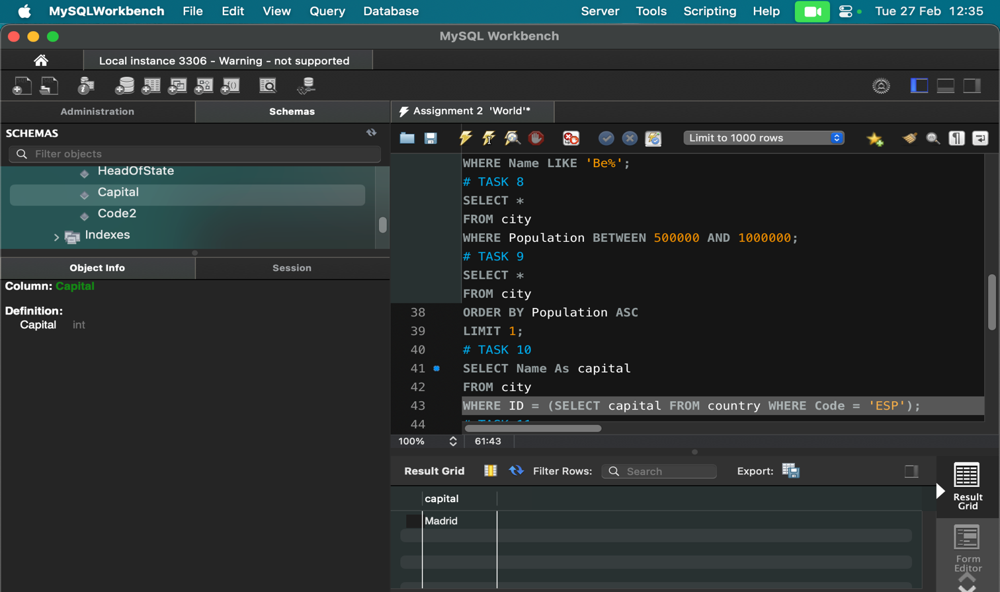 MySQLWorkbench File Edit View Query Database Server Tools Scripting Help Tue 27 Feb 12:35
MySQL Workbench
Local instance 3306 - Warning - not supported
Administration Schemas
Assignment 2 'World'*
SCHEMAS
Limit to 1000 rows
Filter objects
HeadOfState
Capital
Code2
Indexes
Object Info Session
Column: Capital
Definition:
Capital int
WHERE Name LIKE 'Be%';
# TASK 8
SELECT *
FROM city
WHERE Population BETWEEN 500000 AND 1000000;
# TASK 9
SELECT *
FROM city
38 ORDER BY Population ASC
39 LIMIT 1;
40 # TASK 10
41 SELECT Name As capital
42 FROM city
43 WHERE ID = (SELECT capital FROM country WHERE Code = 'ESP');
44 # TASK 11
100% 61:43
Result Grid Filter Rows: Search Export:
capital
Madrid
Result
Grid
Form
Editor